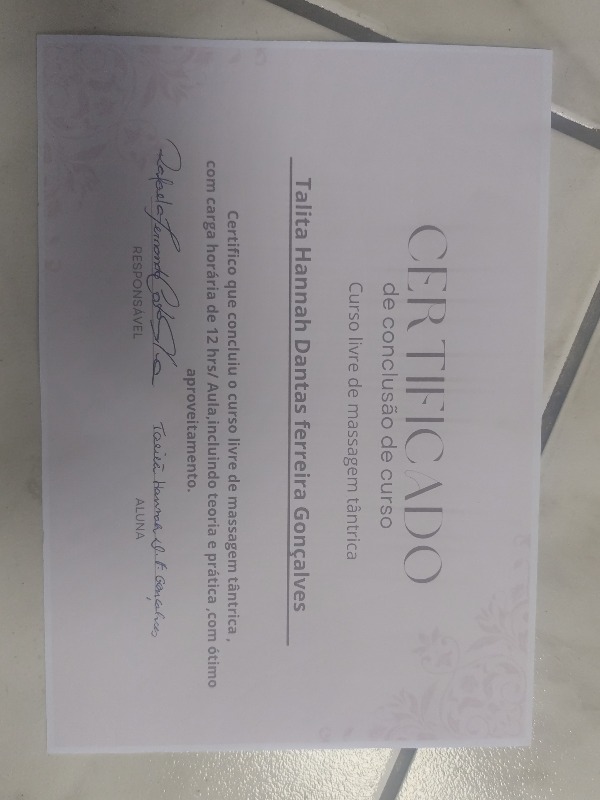 CERTIFICADO
de conclusão de curso
Curso livre de massagem tântrica
Talita Hannah Dantas ferreira Gonçalves
Certifico que concluiu o curso livre de massagem tântrica ,
com carga horária de 12 hrs/ Aula,incluindo teoria e prática ,com ótimo
aproveitamento.
Rafaela
Talita Hannah D. F. Gonçalves
RESPONSÁVEL
ALUNA